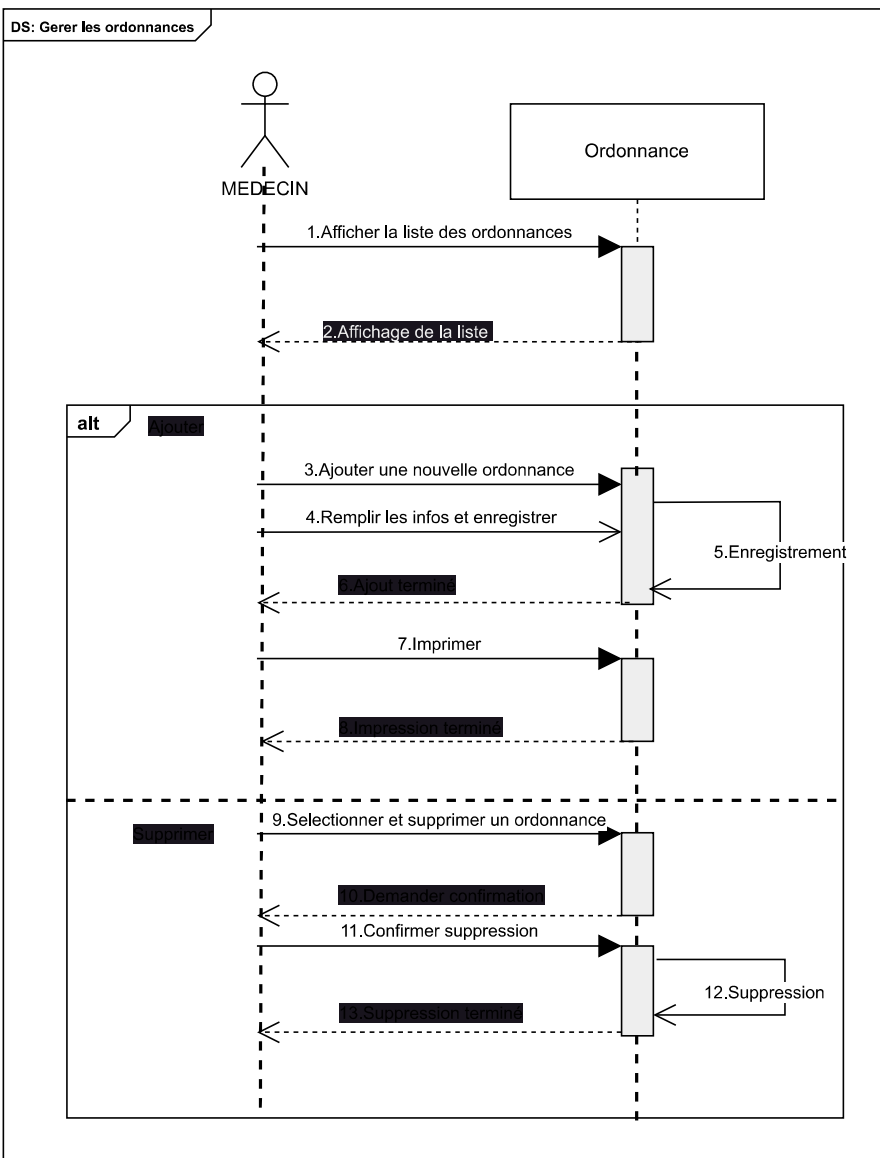 DS: Gerer les ordonnances
MEDECIN
Ordonnance
1.Afficher la liste des ordonnances
2.Affichage de la liste
alt
Ajouter
3.Ajouter une nouvelle ordonnance
4.Remplir les infos et enregistrer
5.Enregistrement
6.Ajout terminé
7.Imprimer
8.Impression terminé
9.Selectionner et supprimer un ordonnance
Supprimer
10.Demander confirmation
11.Confirmer suppression
12.Suppression
13.Suppression terminé